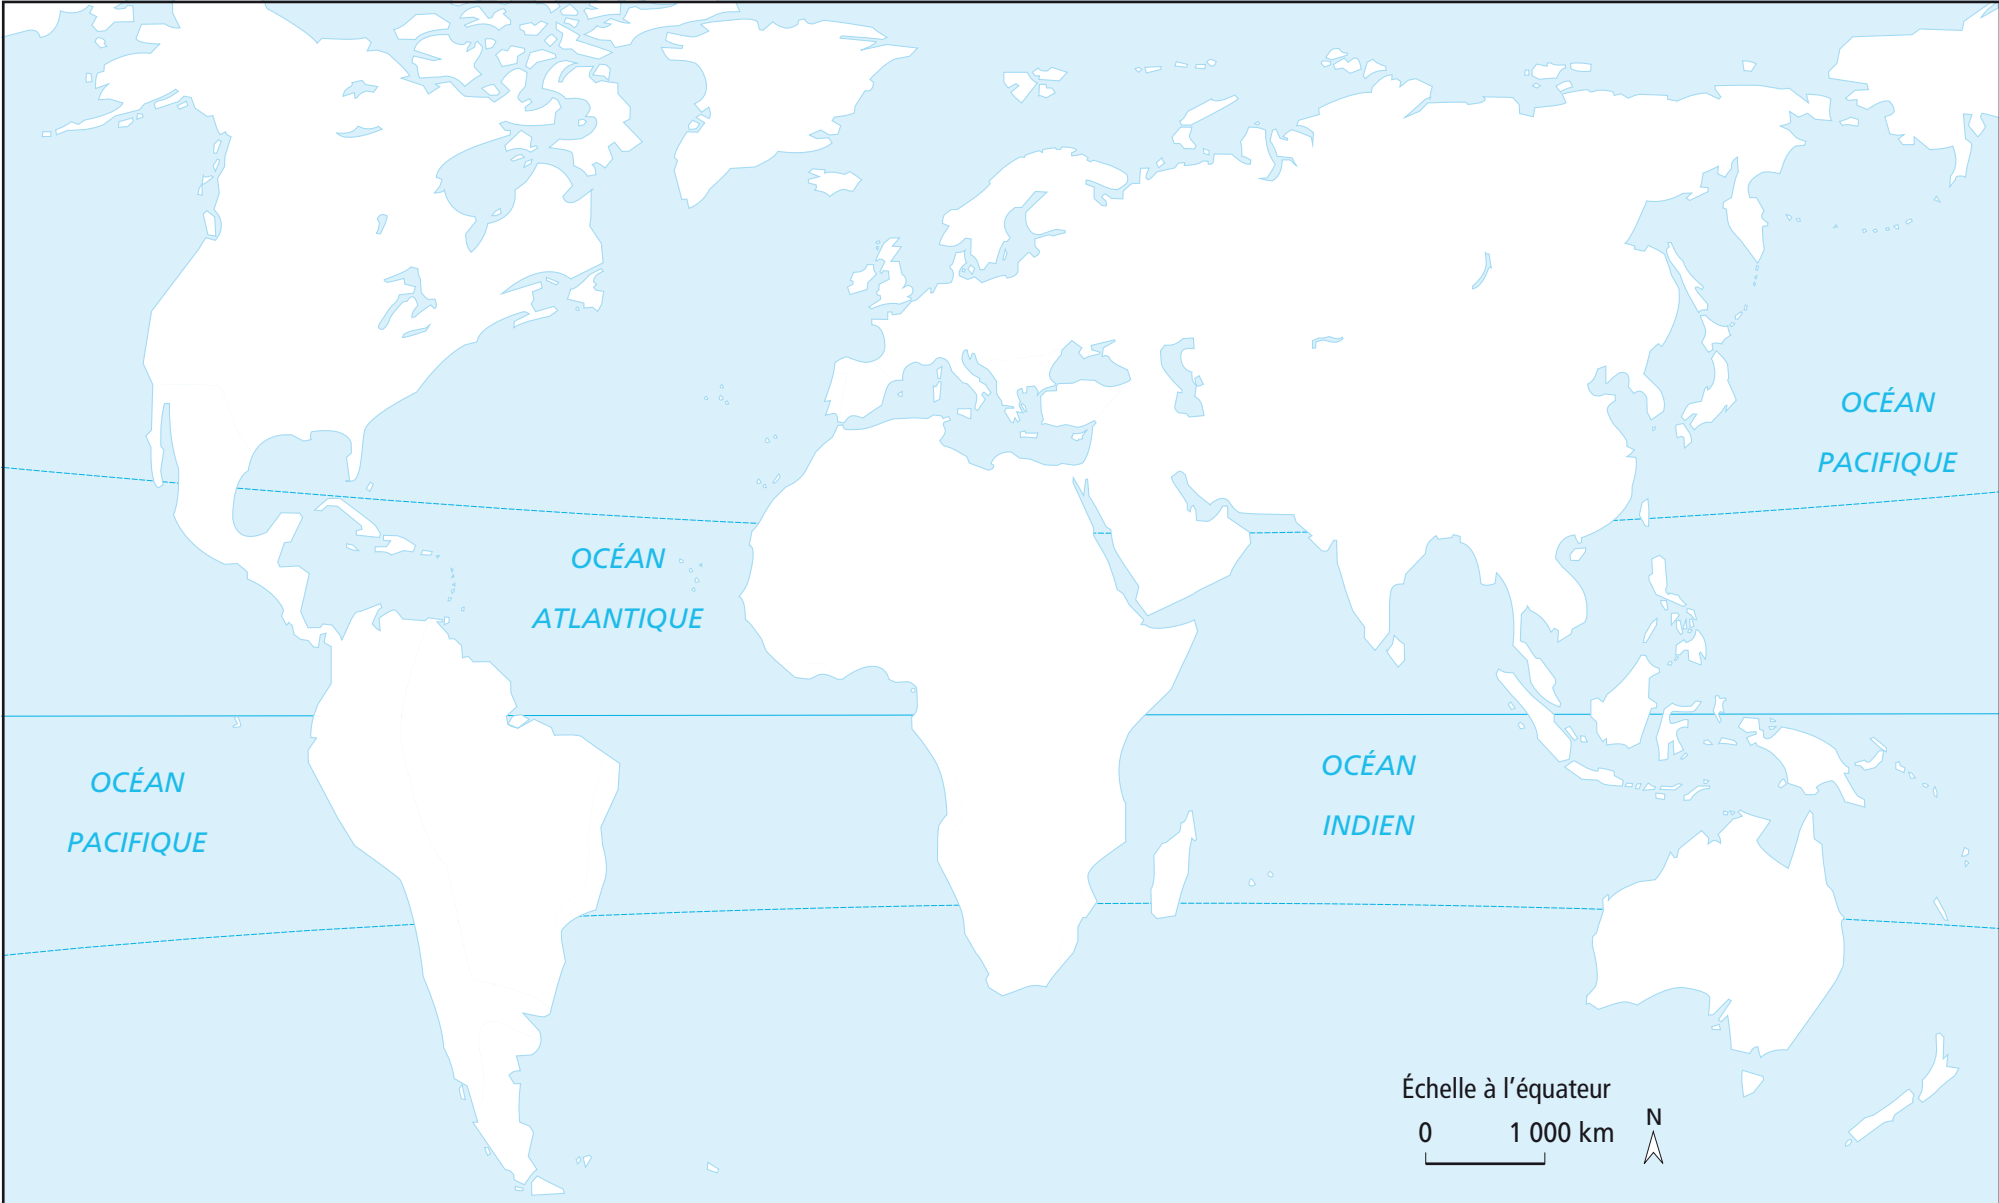 OCÉAN
PACIFIQUE
OCÉAN
ATLANTIQUE
OCÉAN
PACIFIQUE
OCÉAN
INDIEN
Échelle à l'équateur
0 1 000 km
N